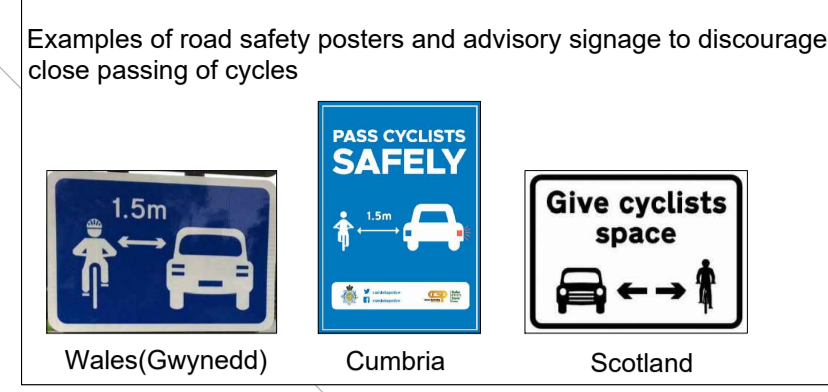 Examples of road safety posters and advisory signage to discourage
close passing of cycles
1.5m
PASS CYCLISTS
SAFELY
1.5m
Give cyclists
space
Wales(Gwynedd)
Cumbria
Scotland